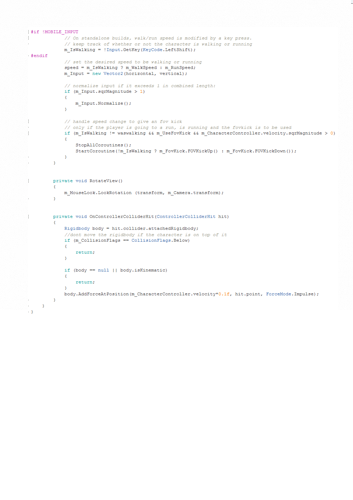 #if !MOBILE_INPUT
// On standalone builds, walk/run speed is modified by a key press.
// keep track of whether or not the character is walking or running
m_IsWalking = !Input.GetKey(KeyCode.LeftShift);
#endif
// set the desired speed to be walking or running
speed = m_IsWalking ? m_WalkSpeed : m_RunSpeed;
m_Input = new Vector2(horizontal, vertical);
// normalize input if it exceeds 1 in combined length:
if (m_Input.sqrMagnitude > 1)
{
m_Input.Normalize();
}
// handle speed change to give an fov kick
// only if the player is going to a run, is running and the fovkick is to be used
if (m_IsWalking != waswalking && m_UseFovKick && m_CharacterController.velocity.sqrMagnitude > 0)
{
StopAllCoroutines();
StartCoroutine(!m_IsWalking ? m_FovKick.FOVKickUp() : m_FovKick.FOVKickDown());
}
}
private void RotateView()
{
m_MouseLook.LookRotation (transform, m_Camera.transform);
}
private void OnControllerColliderHit(ControllerColliderHit hit)
{
Rigidbody body = hit.collider.attachedRigidbody;
//dont move the rigidbody if the character is on top of it
if (m_CollisionFlags == CollisionFlags.Below)
{
return;
}
if (body == null || body.isKinematic)
{
return;
}
body.AddForceAtPosition(m_CharacterController.velocity*0.1f, hit.point, ForceMode.Impulse);
}
}
}